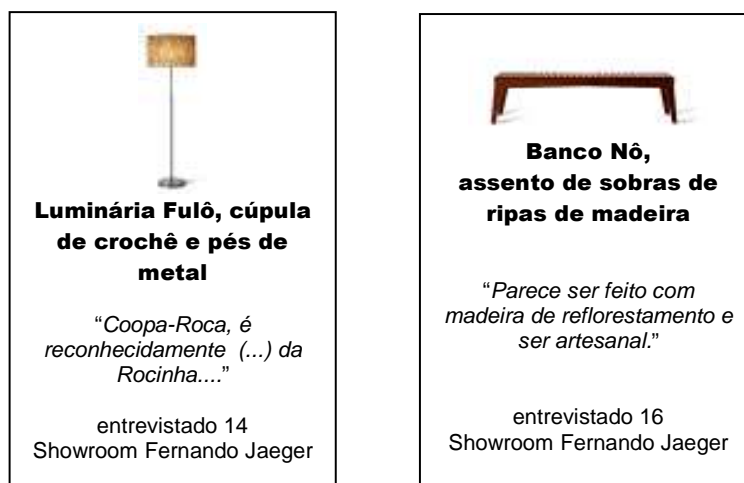 Luminária Fulô, cúpula
de crochê e pés de
metal
“Coopa-Roca, é
reconhecidamente (...) da
Rocinha....”
entrevistado 14
Showroom Fernando Jaeger
Banco Nô,
assento de sobras de
ripas de madeira
“Parece ser feito com
madeira de reflorestamento e
ser artesanal.”
entrevistado 16
Showroom Fernando Jaeger